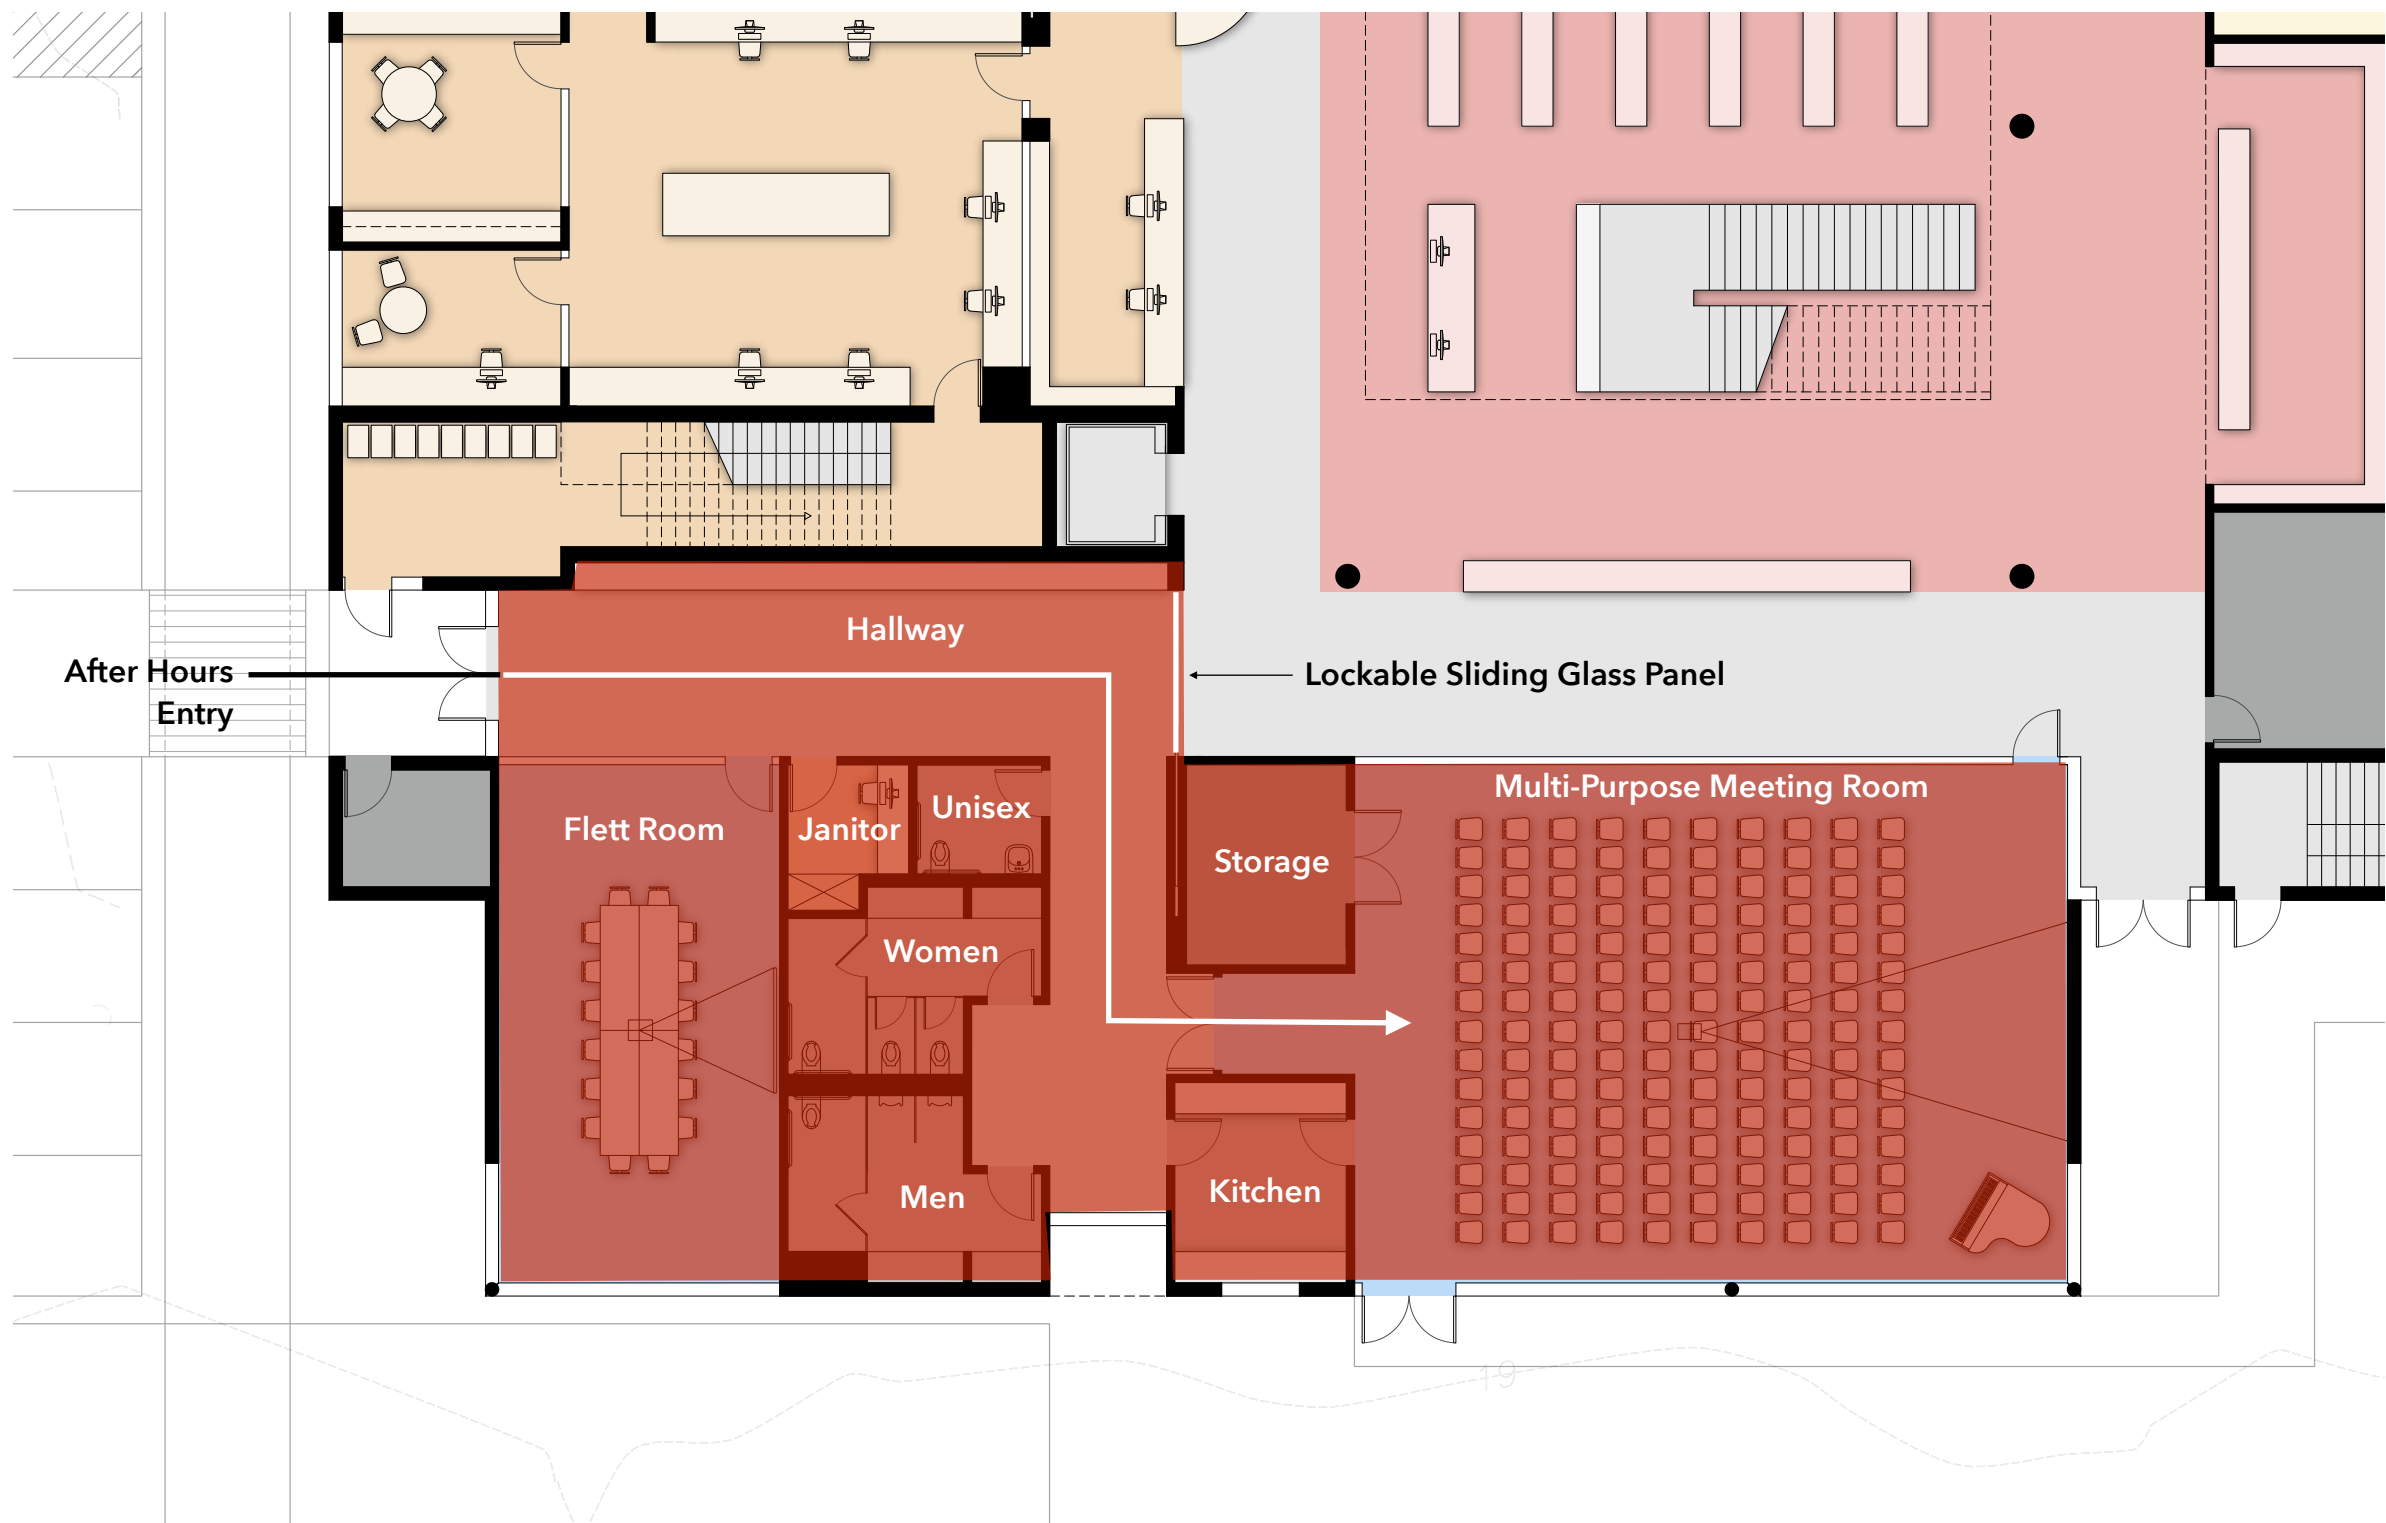 Hallway
After Hours
Entry
Lockable Sliding Glass Panel
Multi-Purpose Meeting Room
Flett Room
Janitor
Unisex
Storage
Women
Men
Kitchen
19